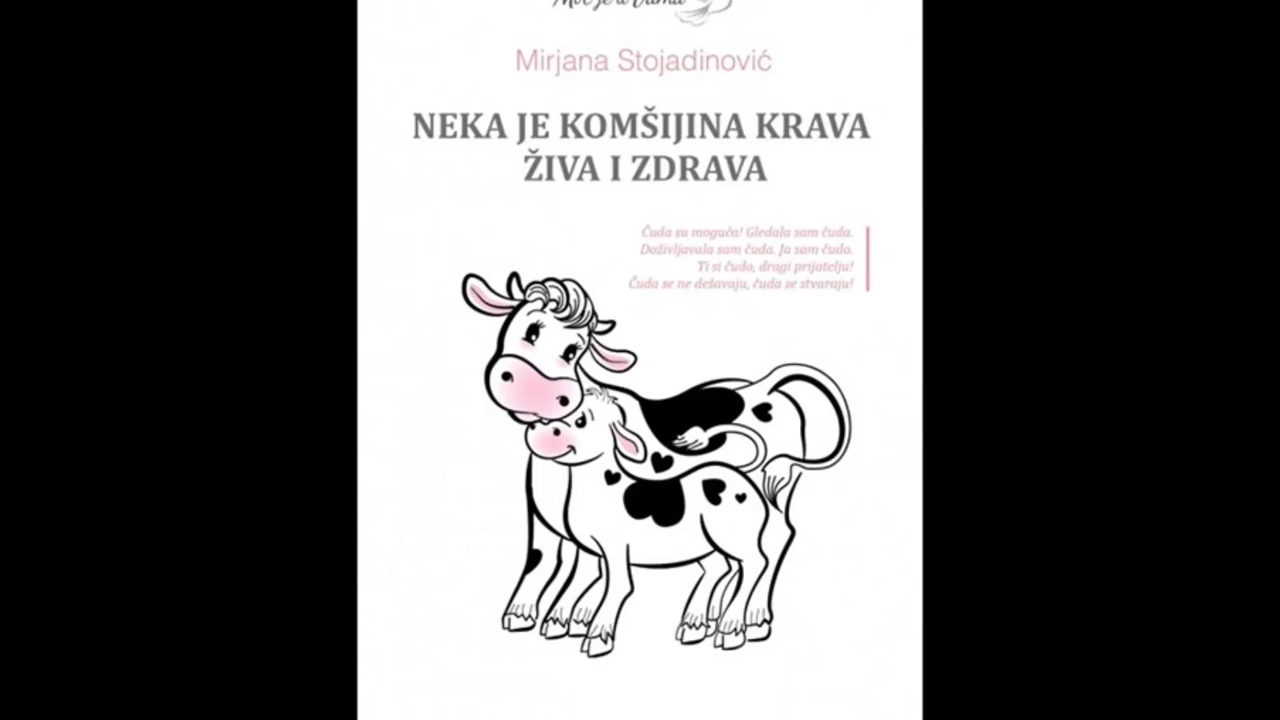 Mirjana Stojadinović
NEKA JE KOMŠIJINA KRAVA
ŽIVA I ZDRAVA
Čuda su moguća! Gledala sam čuda.
Doživljavala sam čuda. Ja sam čudo.
Ti si čudo, dragi prijatelju!
Čuda se ne dešavaju, čuda se stvaraju!